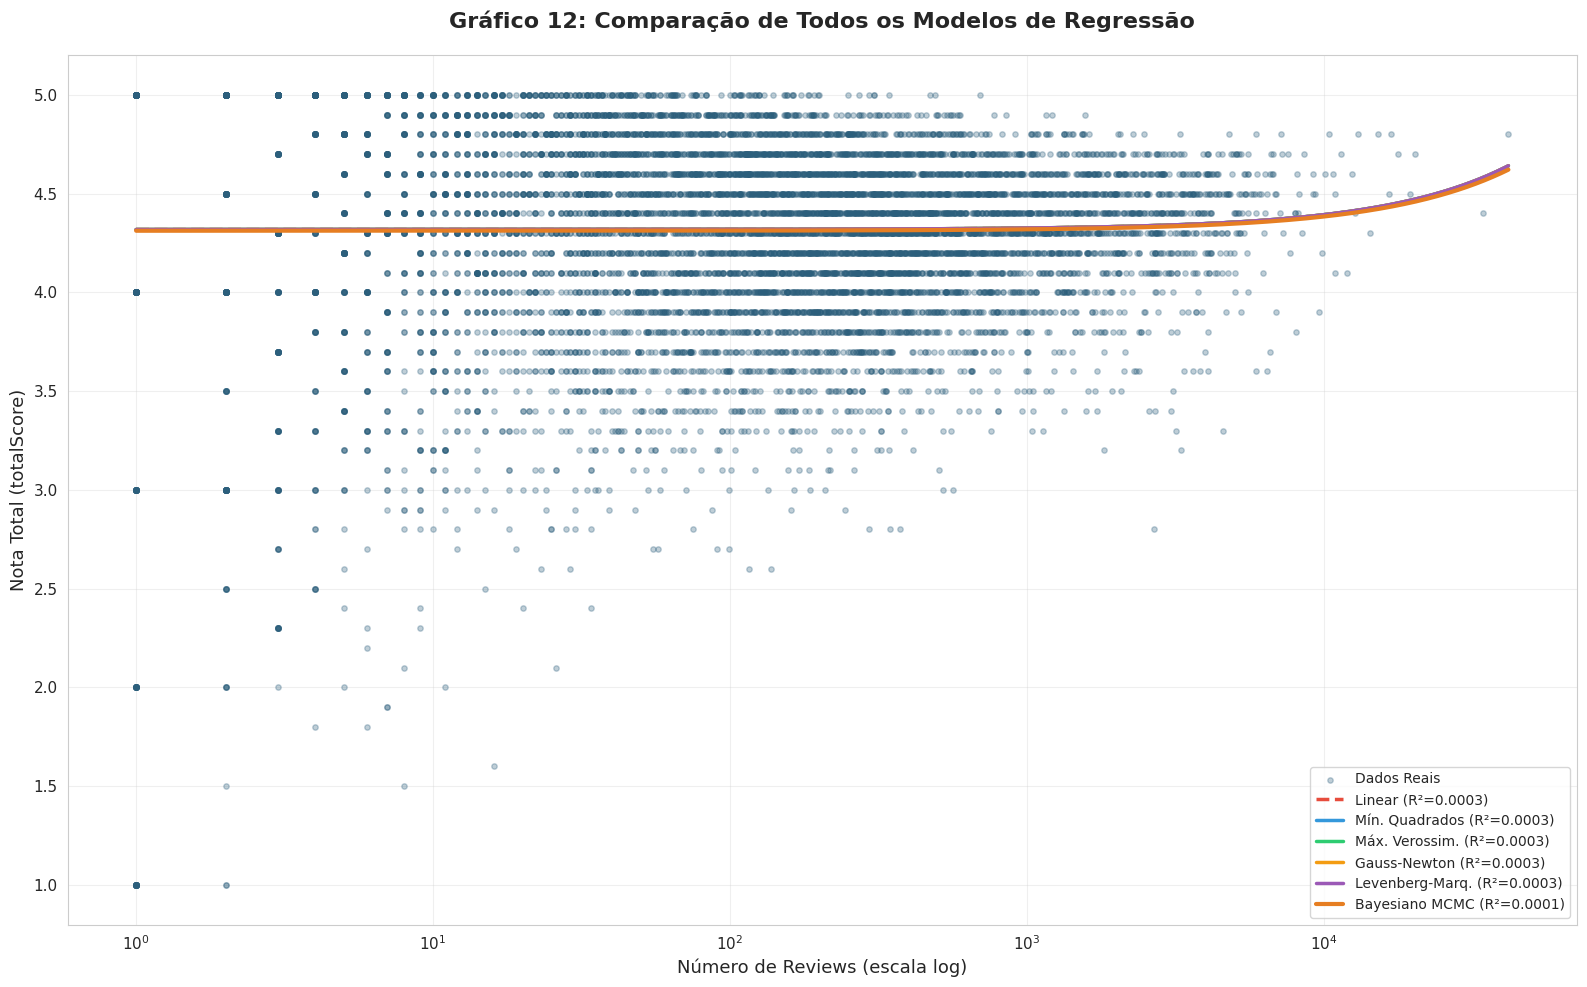 Gráfico 12: Comparação de Todos os Modelos de Regressão
Nota Total (totalScore)
5.0
4.5
4.0
3.5
3.0
2.5
2.0
1.5
1.0
10⁰
10¹
10²
10³
10⁴
Número de Reviews (escala log)
Dados Reais
Linear (R²=0.0003)
Mín. Quadrados (R²=0.0003)
Máx. Verossim. (R²=0.0003)
Gauss-Newton (R²=0.0003)
Levenberg-Marq. (R²=0.0003)
Bayesiano MCMC (R²=0.0001)